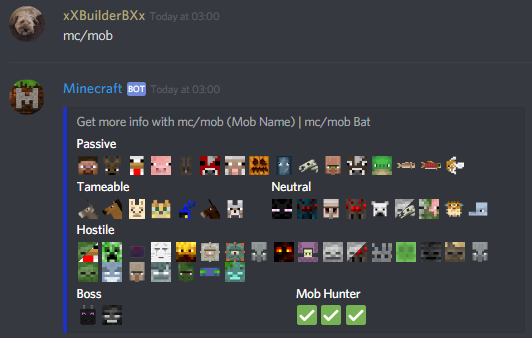 xXBuilderBXx Today at 03:00
mc/mob
Minecraft BOT Today at 03:00
Get more info with mc/mob (Mob Name) | mc/mob Bat
Passive
Tameable Neutral
Hostile
Boss Mob Hunter